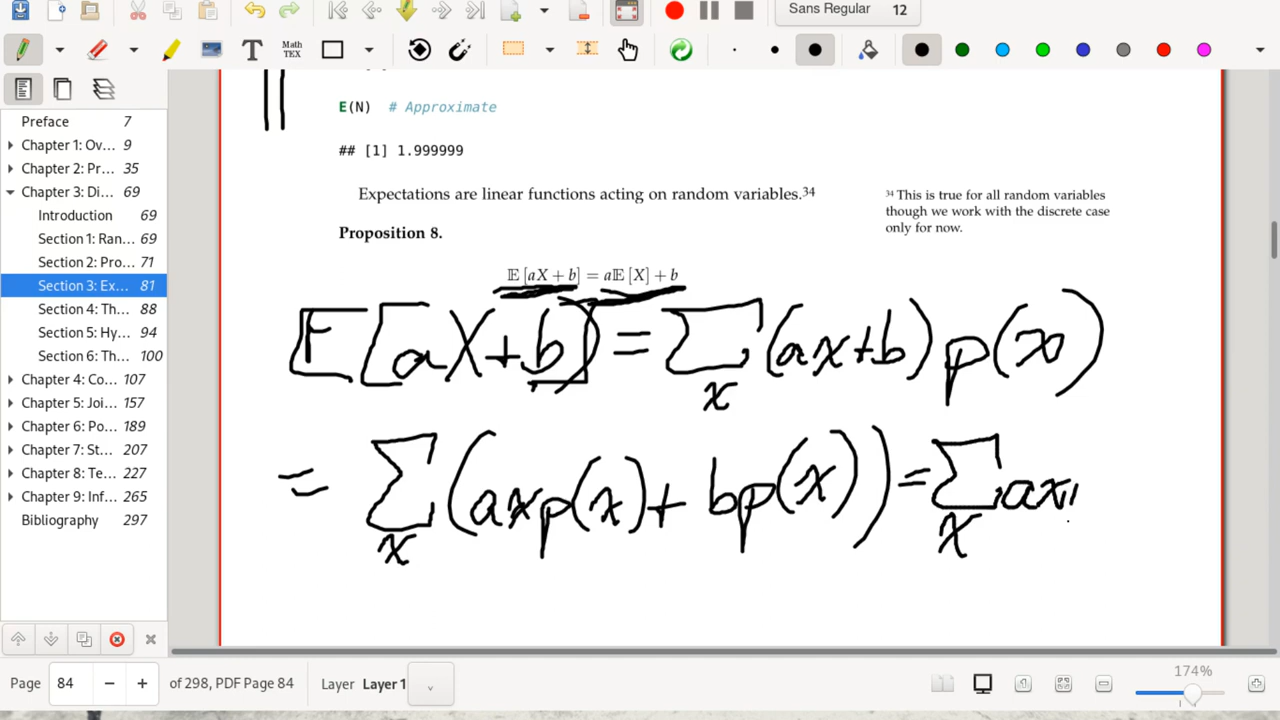 Sans Regular 12
T Math TEX
Preface 7
Chapter 1: Ov... 9
Chapter 2: Pr... 35
Chapter 3: Di... 69
Introduction 69
Section 1: Ran... 69
Section 2: Pro... 71
Section 3: Ex... 81
Section 4: Th... 88
Section 5: Hy... 94
Section 6: Th... 100
Chapter 4: Co... 107
Chapter 5: Joi... 157
Chapter 6: Po... 189
Chapter 7: St... 207
Chapter 8: Te... 227
Chapter 9: Inf... 265
Bibliography 297
E(N) # Approximate
## [1] 1.999999
Expectations are linear functions acting on random variables.³⁴
³⁴ This is true for all random variables
though we work with the discrete case
only for now.
Proposition 8.
𝔼 [aX + b] = a𝔼 [X] + b
E[aX+b] = ∑x (ax+b) p(x)
= ∑x (axp(x) + bp(x)) = ∑x ax
Page 84 of 298, PDF Page 84 Layer Layer 1 174%